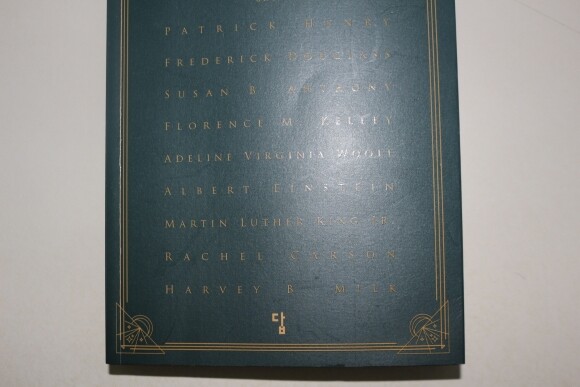 PATRICK HENRY
FREDERICK DOUGLASS
SUSAN B. ANTHONY
FLORENCE M. KELLEY
ADELINE VIRGINIA WOOLF
ALBERT EINSTEIN
MARTIN LUTHER KING JR.
RACHEL CARSON
HARVEY B. MILK
담